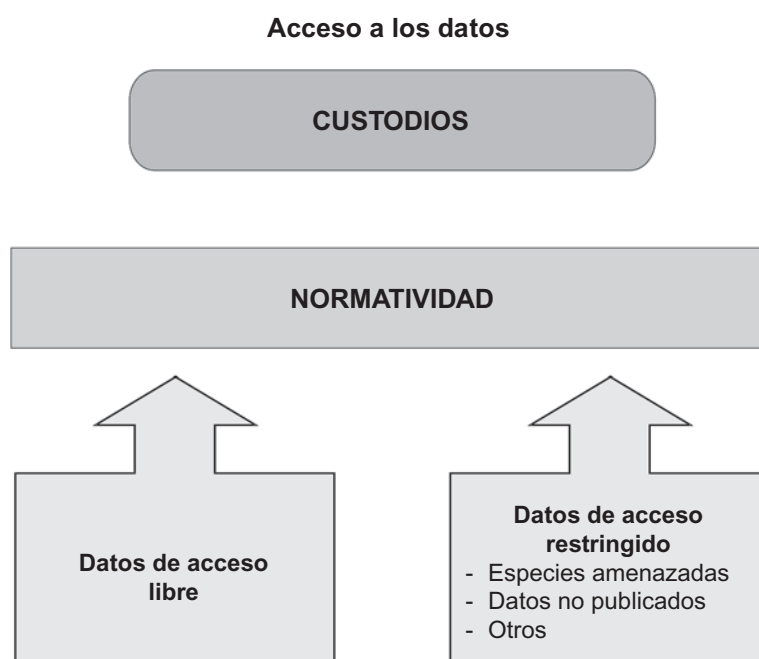 Acceso a los datos
CUSTODIOS
NORMATIVIDAD
Datos de acceso
libre
Datos de acceso
restringido
- Especies amenazadas
- Datos no publicados
- Otros